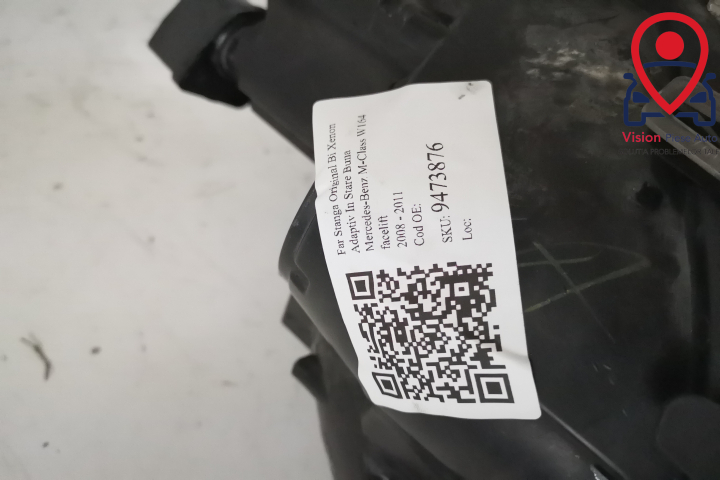 Far Stanga Original Bi Xenon
Adaptiv In Stare Buna
Mercedes-Benz M-Class W164
facelift
2008 - 2011
Cod OE:
SKU: 9473876
Loc:
Vision